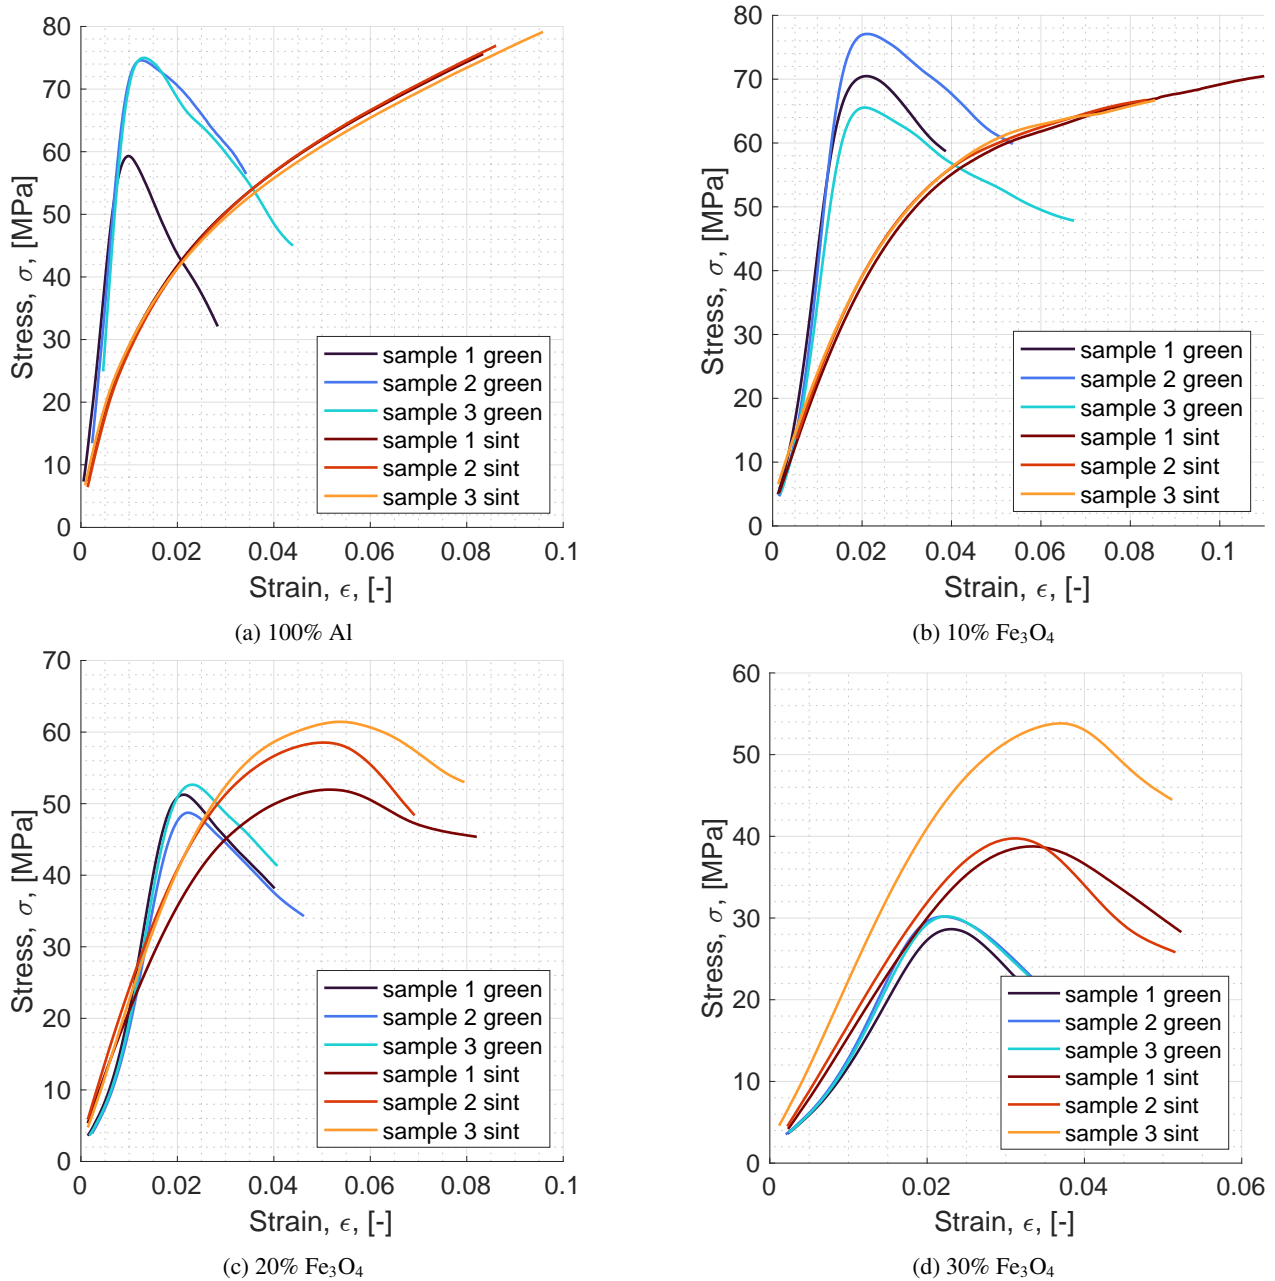 80
70
60
50
40
30
20
10
0
Stress, σ, [MPa]
0 0.02 0.04 0.06 0.08 0.1
Strain, ϵ, [-]
sample 1 green
sample 2 green
sample 3 green
sample 1 sint
sample 2 sint
sample 3 sint
(a) 100% Al
80
70
60
50
40
30
20
10
0
Stress, σ, [MPa]
0 0.02 0.04 0.06 0.08 0.1
Strain, ϵ, [-]
sample 1 green
sample 2 green
sample 3 green
sample 1 sint
sample 2 sint
sample 3 sint
(b) 10% Fe₃O₄
70
60
50
40
30
20
10
0
Stress, σ, [MPa]
0 0.02 0.04 0.06 0.08 0.1
Strain, ϵ, [-]
sample 1 green
sample 2 green
sample 3 green
sample 1 sint
sample 2 sint
sample 3 sint
(c) 20% Fe₃O₄
60
50
40
30
20
10
0
Stress, σ, [MPa]
0 0.02 0.04 0.06
Strain, ϵ, [-]
sample 1 green
sample 2 green
sample 3 green
sample 1 sint
sample 2 sint
sample 3 sint
(d) 30% Fe₃O₄